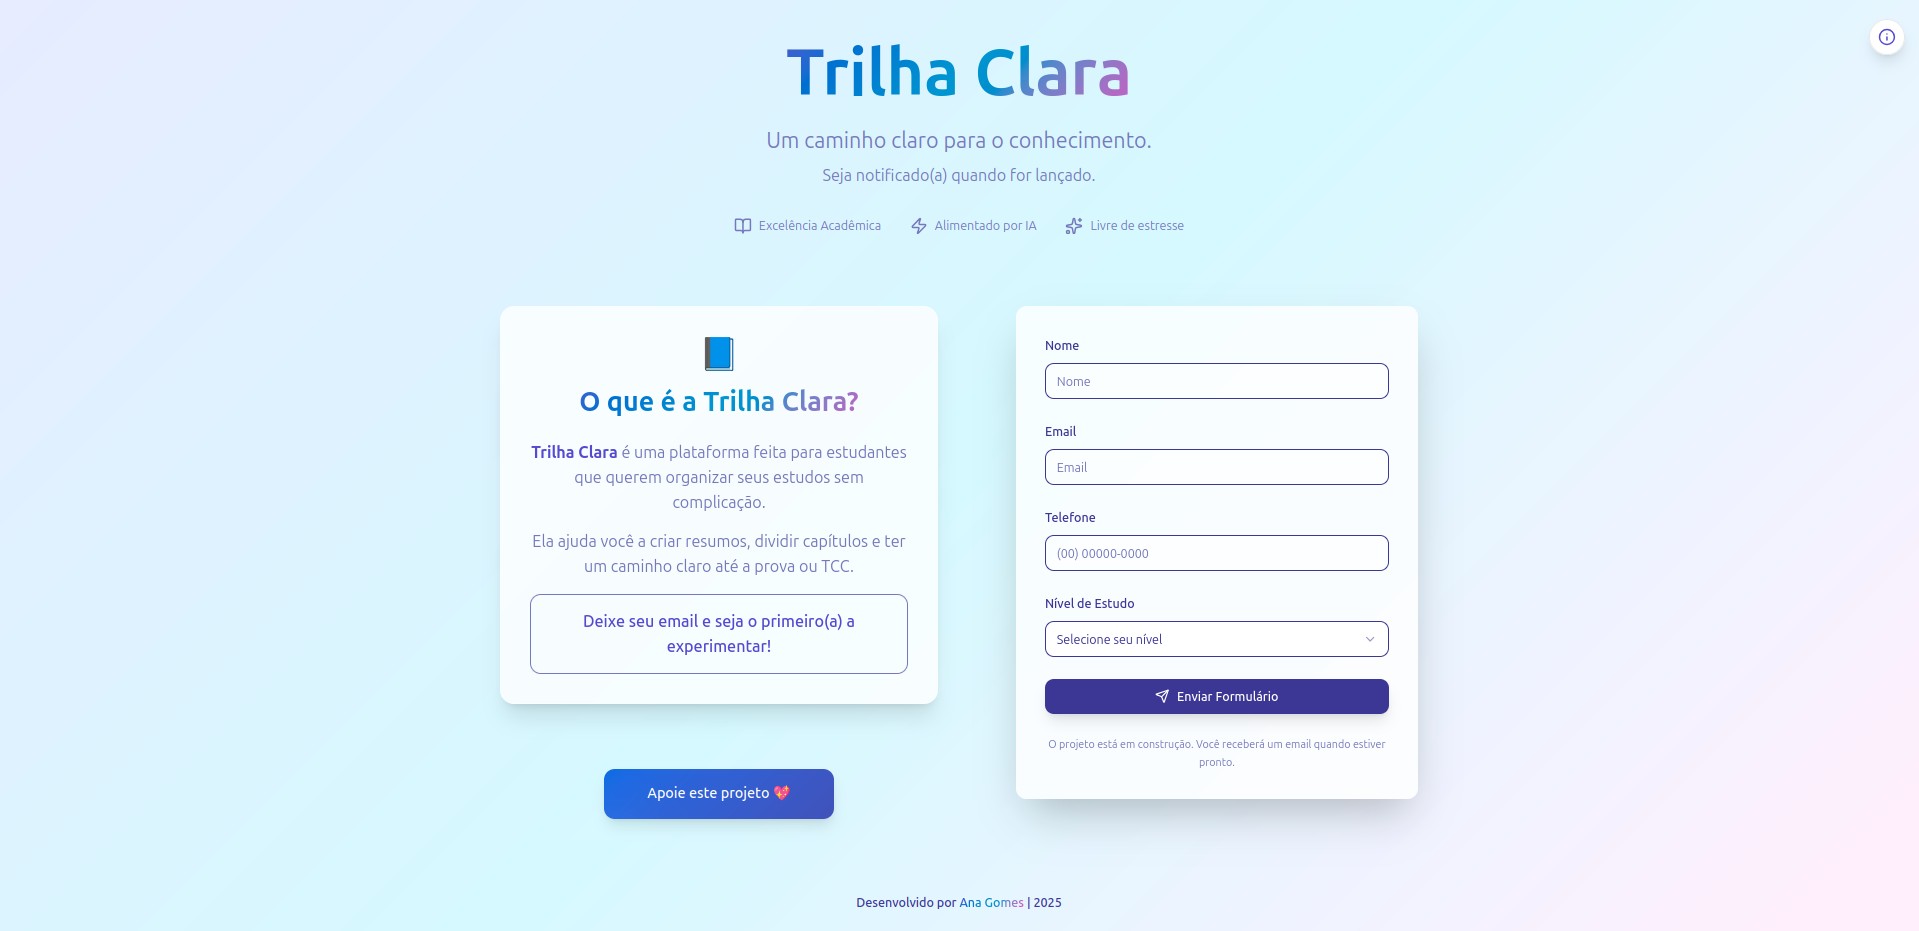 Trilha Clara
Um caminho claro para o conhecimento.
Seja notificado(a) quando for lançado.
Excelência Acadêmica
Alimentado por IA
Livre de estresse
O que é a Trilha Clara?
Trilha Clara é uma plataforma feita para estudantes
que querem organizar seus estudos sem
complicação.
Ela ajuda você a criar resumos, dividir capítulos e ter
um caminho claro até a prova ou TCC.
Deixe seu email e seja o primeiro(a) a
experimentar!
Apoie este projeto 💖
Nome
Nome
Email
Email
Telefone
(00) 00000-0000
Nível de Estudo
Selecione seu nível
Enviar Formulário
O projeto está em construção. Você receberá um email quando estiver
pronto.
Desenvolvido por Ana Gomes | 2025